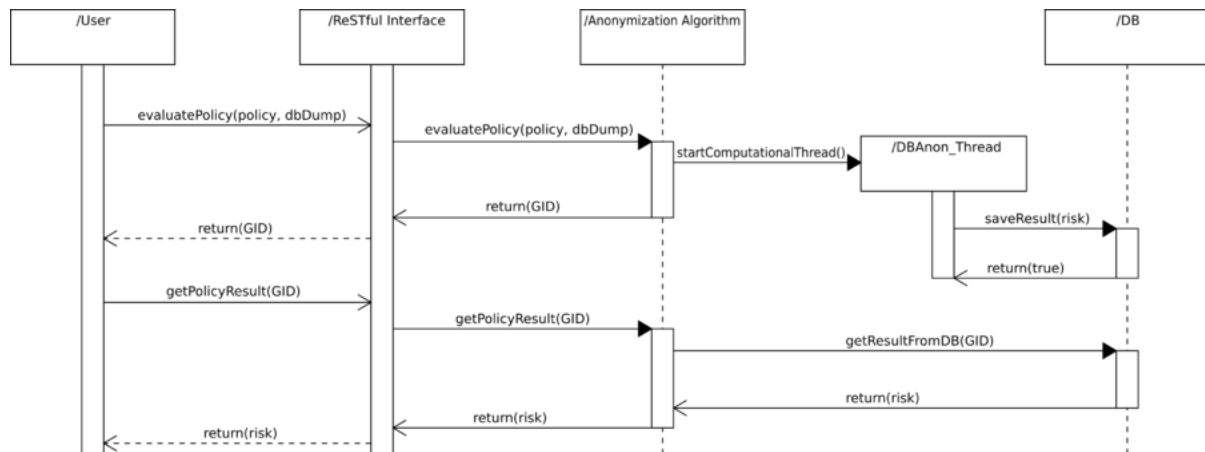 /User
/ReSTful Interface
/Anonymization Algorithm
/DB
evaluatePolicy(policy, dbDump)
evaluatePolicy(policy, dbDump)
startComputationalThread()
/DBAnon_Thread
return(GID)
saveResult(risk)
return(GID)
return(true)
getPolicyResult(GID)
getPolicyResult(GID)
getResultFromDB(GID)
return(risk)
return(risk)
return(risk)